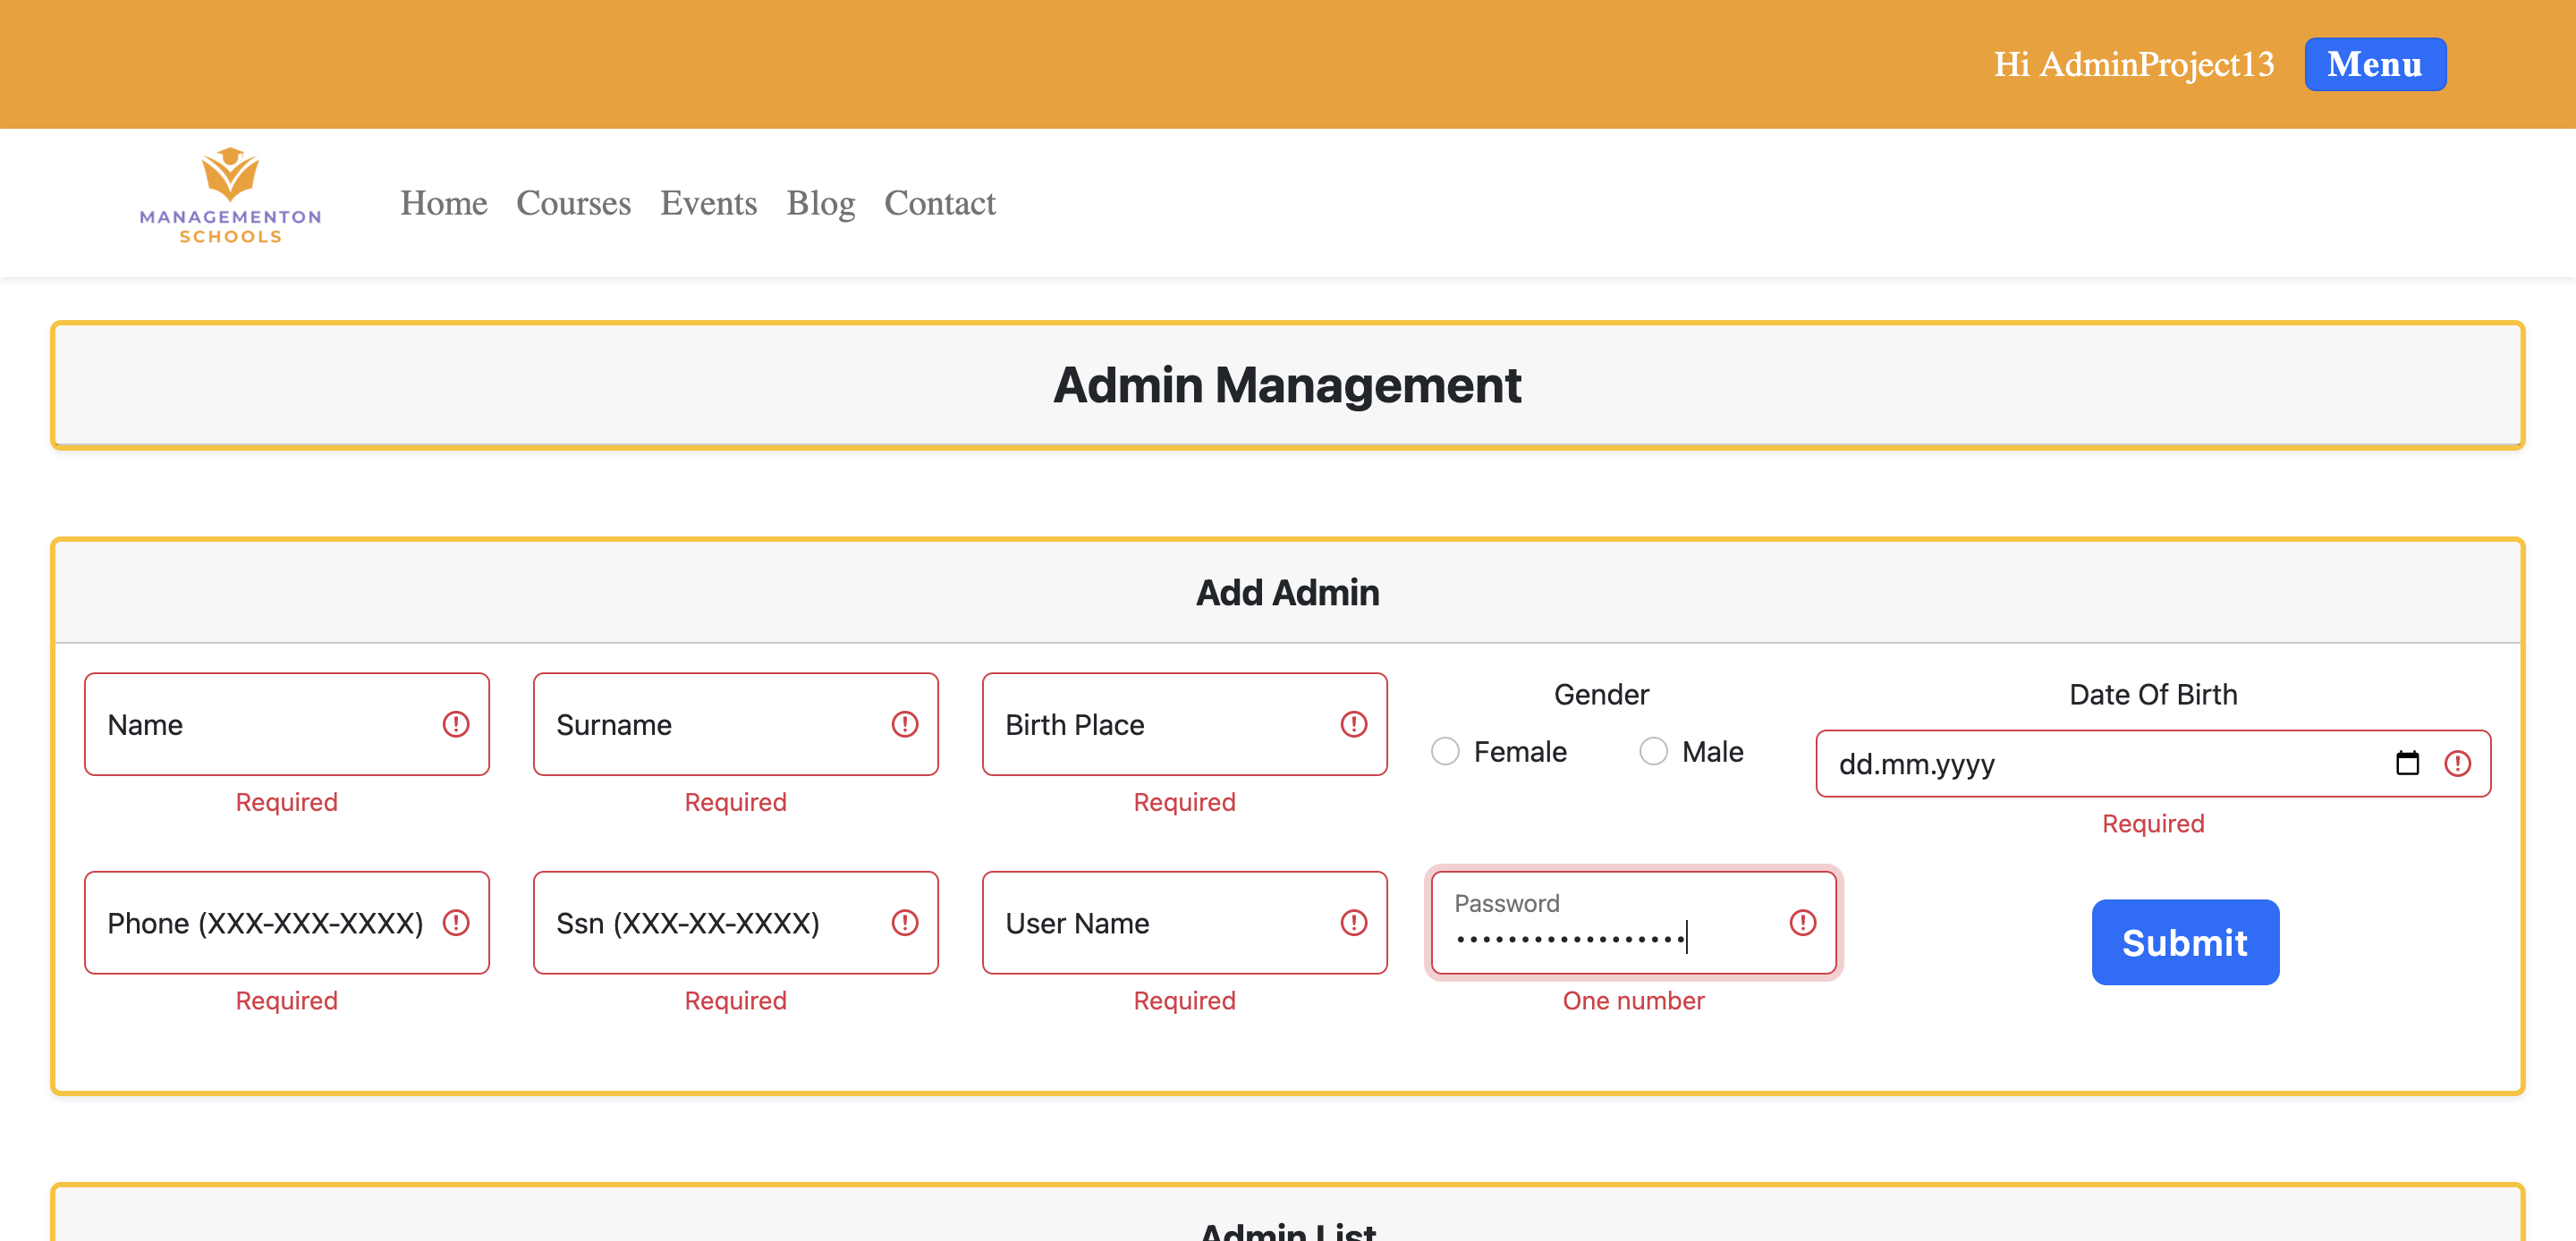 Hi AdminProject13 Menu
MANAGEMENTON
SCHOOLS
Home Courses Events Blog Contact
Admin Management
Add Admin
Name
Required
Surname
Required
Birth Place
Required
Gender
Female Male
Date Of Birth
dd.mm.yyyy
Required
Phone (XXX-XXX-XXXX)
Required
Ssn (XXX-XX-XXXX)
Required
User Name
Required
Password
••••••••••••••••••
One number
Submit
Admin List